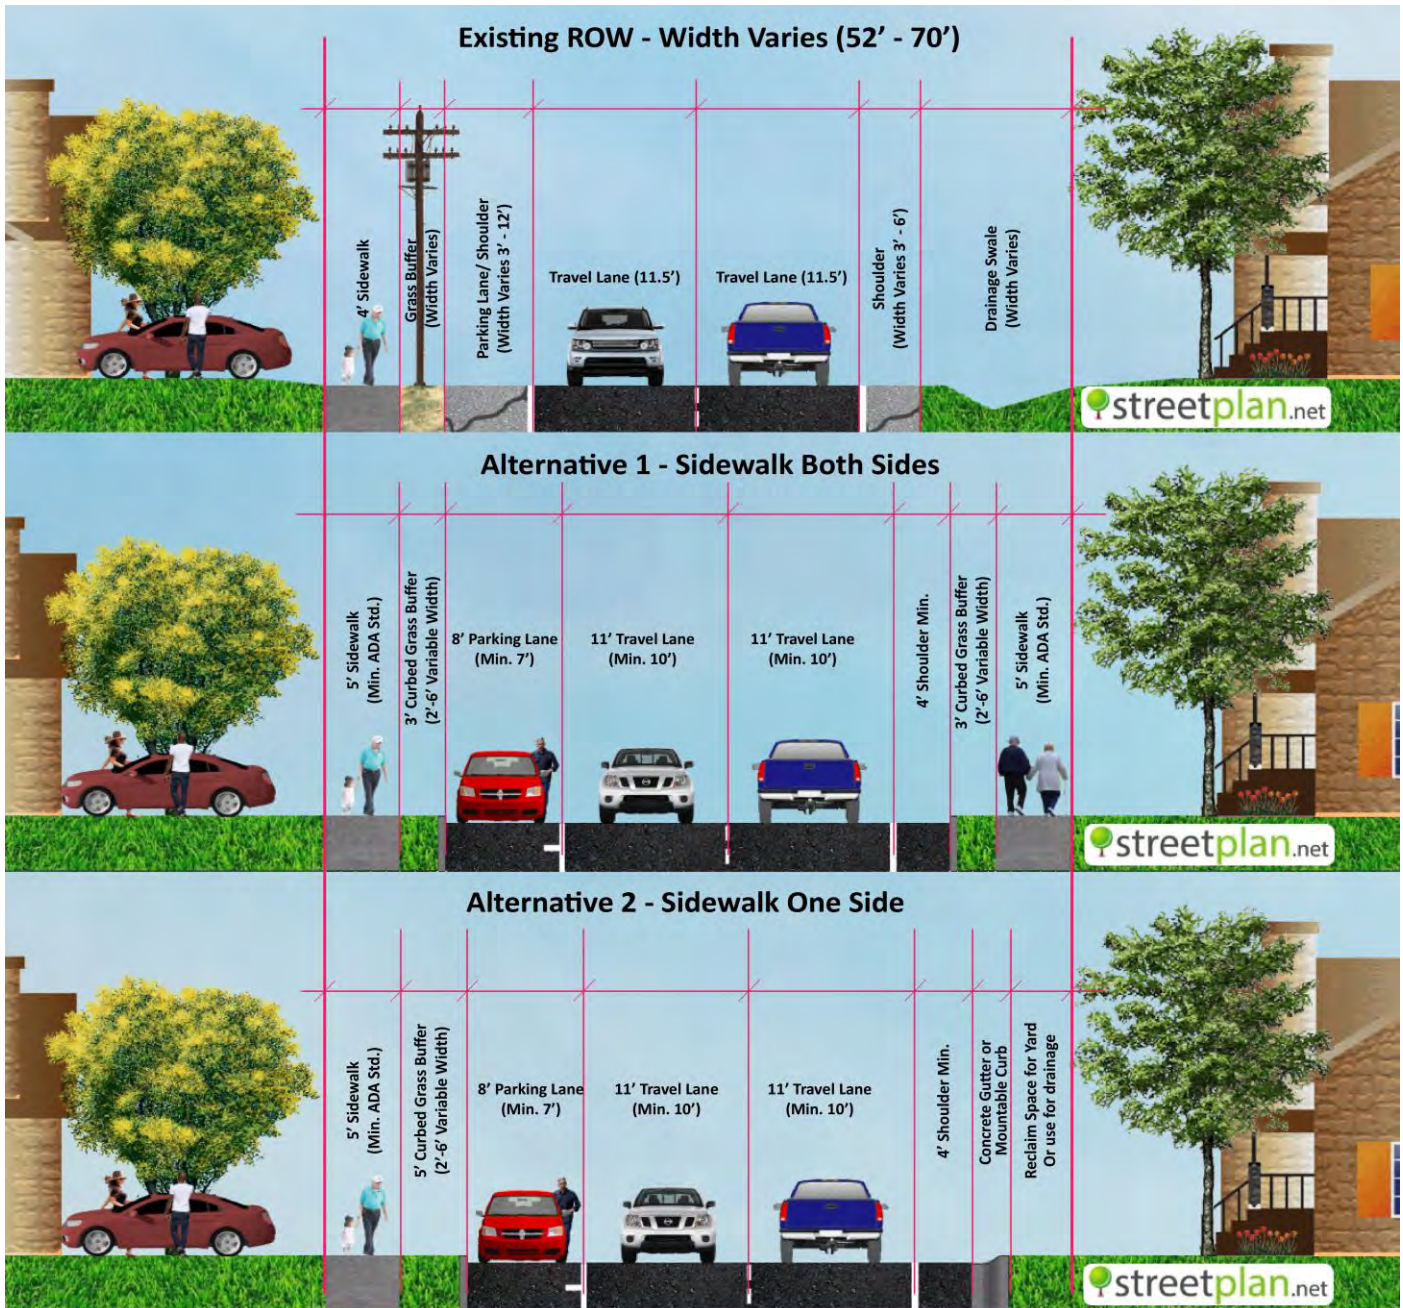 Existing ROW - Width Varies (52' - 70')
4' Sidewalk
Grass Buffer
(Width Varies)
Parking Lane/ Shoulder
(Width Varies 3' - 12')
Travel Lane (11.5')
Travel Lane (11.5')
Shoulder
(Width Varies 3' - 6')
Drainage Swale
(Width Varies)
streetplan.net
Alternative 1 - Sidewalk Both Sides
5' Sidewalk
(Min. ADA Std.)
3' Curbed Grass Buffer
(2'-6' Variable Width)
8' Parking Lane
(Min. 7')
11' Travel Lane
(Min. 10')
11' Travel Lane
(Min. 10')
4' Shoulder Min.
3' Curbed Grass Buffer
(2'-6' Variable Width)
5' Sidewalk
(Min. ADA Std.)
streetplan.net
Alternative 2 - Sidewalk One Side
5' Sidewalk
(Min. ADA Std.)
5' Curbed Grass Buffer
(2'-6' Variable Width)
8' Parking Lane
(Min. 7')
11' Travel Lane
(Min. 10')
11' Travel Lane
(Min. 10')
4' Shoulder Min.
Concrete Gutter or
Mountable Curb
Reclaim Space for Yard
Or use for drainage
streetplan.net